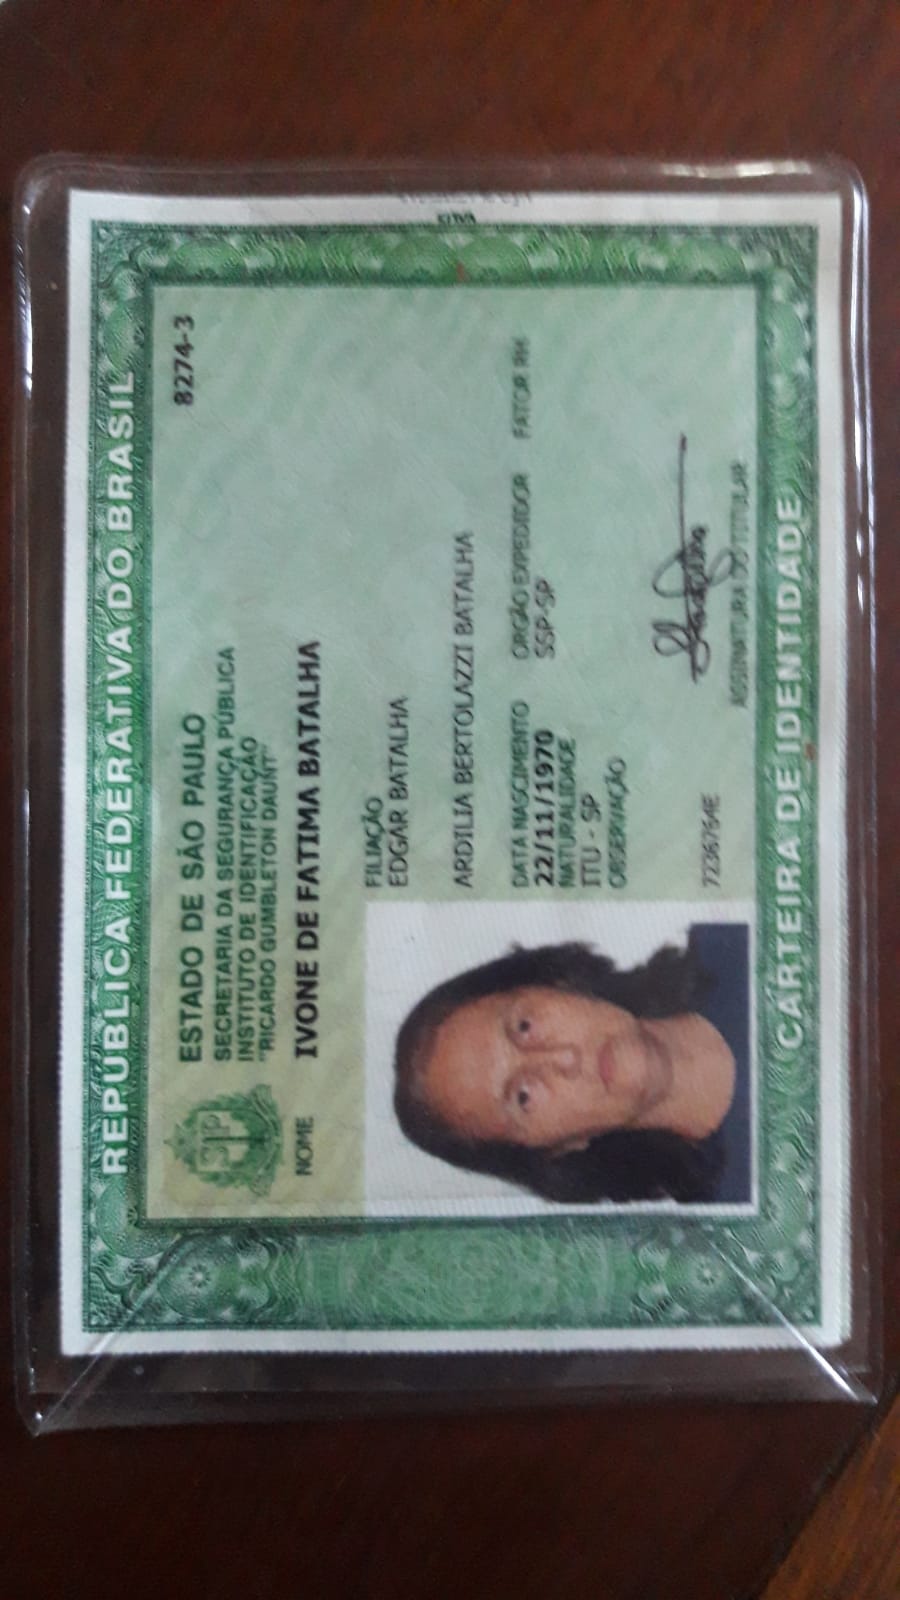 REPÚBLICA FEDERATIVA DO BRASIL
8274-3
ESTADO DE SÃO PAULO
SECRETARIA DA SEGURANÇA PÚBLICA
INSTITUTO DE IDENTIFICAÇÃO
"RICARDO GUMBLETON DAUNT"
NOME IVONE DE FATIMA BATALHA
FILIAÇÃO
EDGAR BATALHA
ARDILIA BERTOLAZZI BATALHA
DATA NASCIMENTO ORGÃO EXPEDIDOR FATOR RH
22/11/1970 SSP-SP
NATURALIDADE
ITU - SP
OBSERVAÇÃO
7236764E
ASSINATURA DO TITULAR
CARTEIRA DE IDENTIDADE